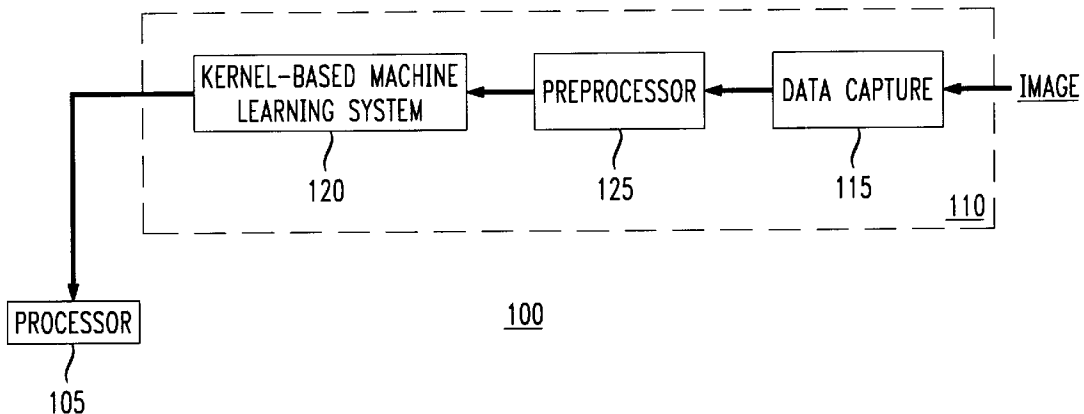 KERNEL-BASED MACHINE
LEARNING SYSTEM
PREPROCESSOR
DATA CAPTURE
IMAGE
120
125
115
110
PROCESSOR
100
105